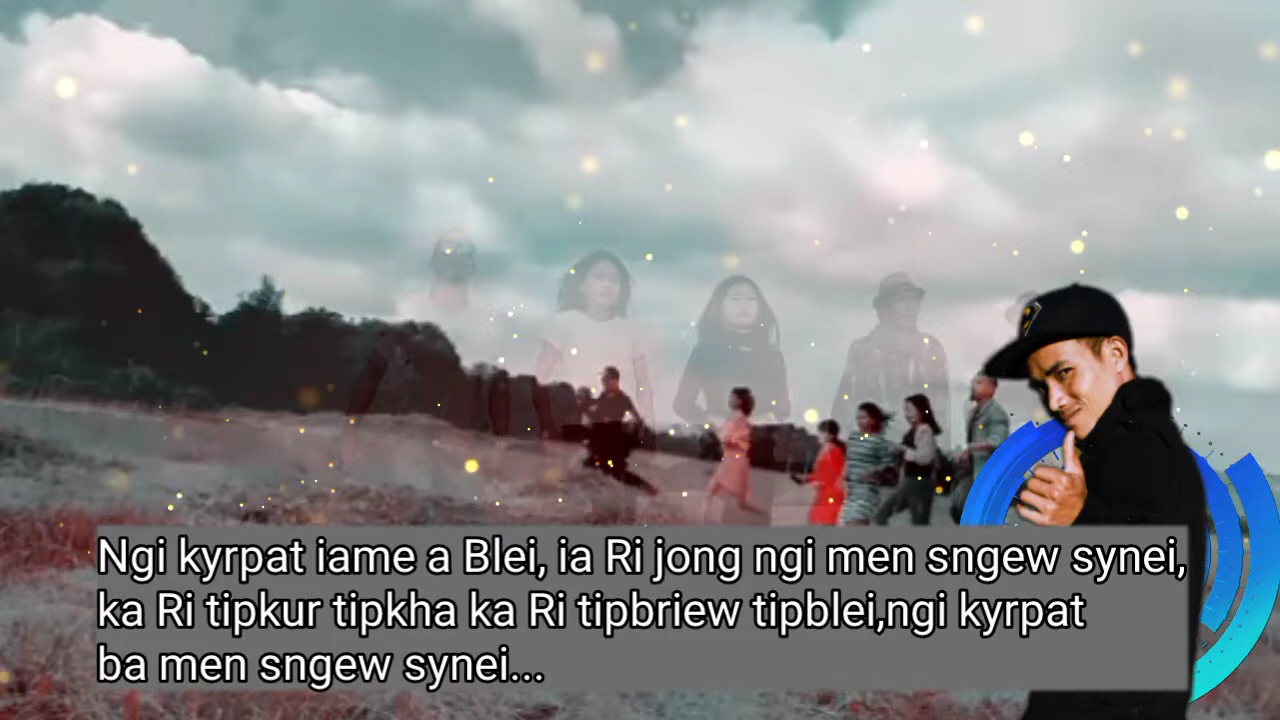 Ngi kyrpat iame a Blei, ia Ri jong ngi men sngew synei,
ka Ri tipkur tipkha ka Ri tipbriew tipblei,ngi kyrpat
ba men sngew synei...